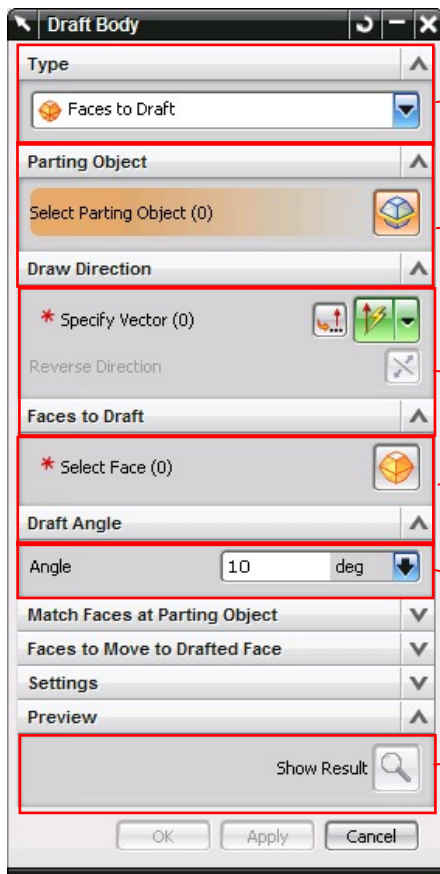 Draft Body
Type
Faces to Draft
Parting Object
Select Parting Object (0)
Draw Direction
* Specify Vector (0)
Reverse Direction
Faces to Draft
* Select Face (0)
Draft Angle
Angle 10 deg
Match Faces at Parting Object
Faces to Move to Drafted Face
Settings
Preview
Show Result
OK Apply Cancel